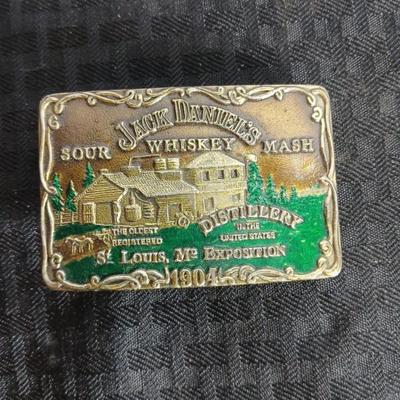 JACK DANIEL'S
SOUR WHISKEY MASH
DISTILLERY
THE OLDEST REGISTERED
IN THE UNITED STATES
ST. LOUIS, MO EXPOSITION
1904